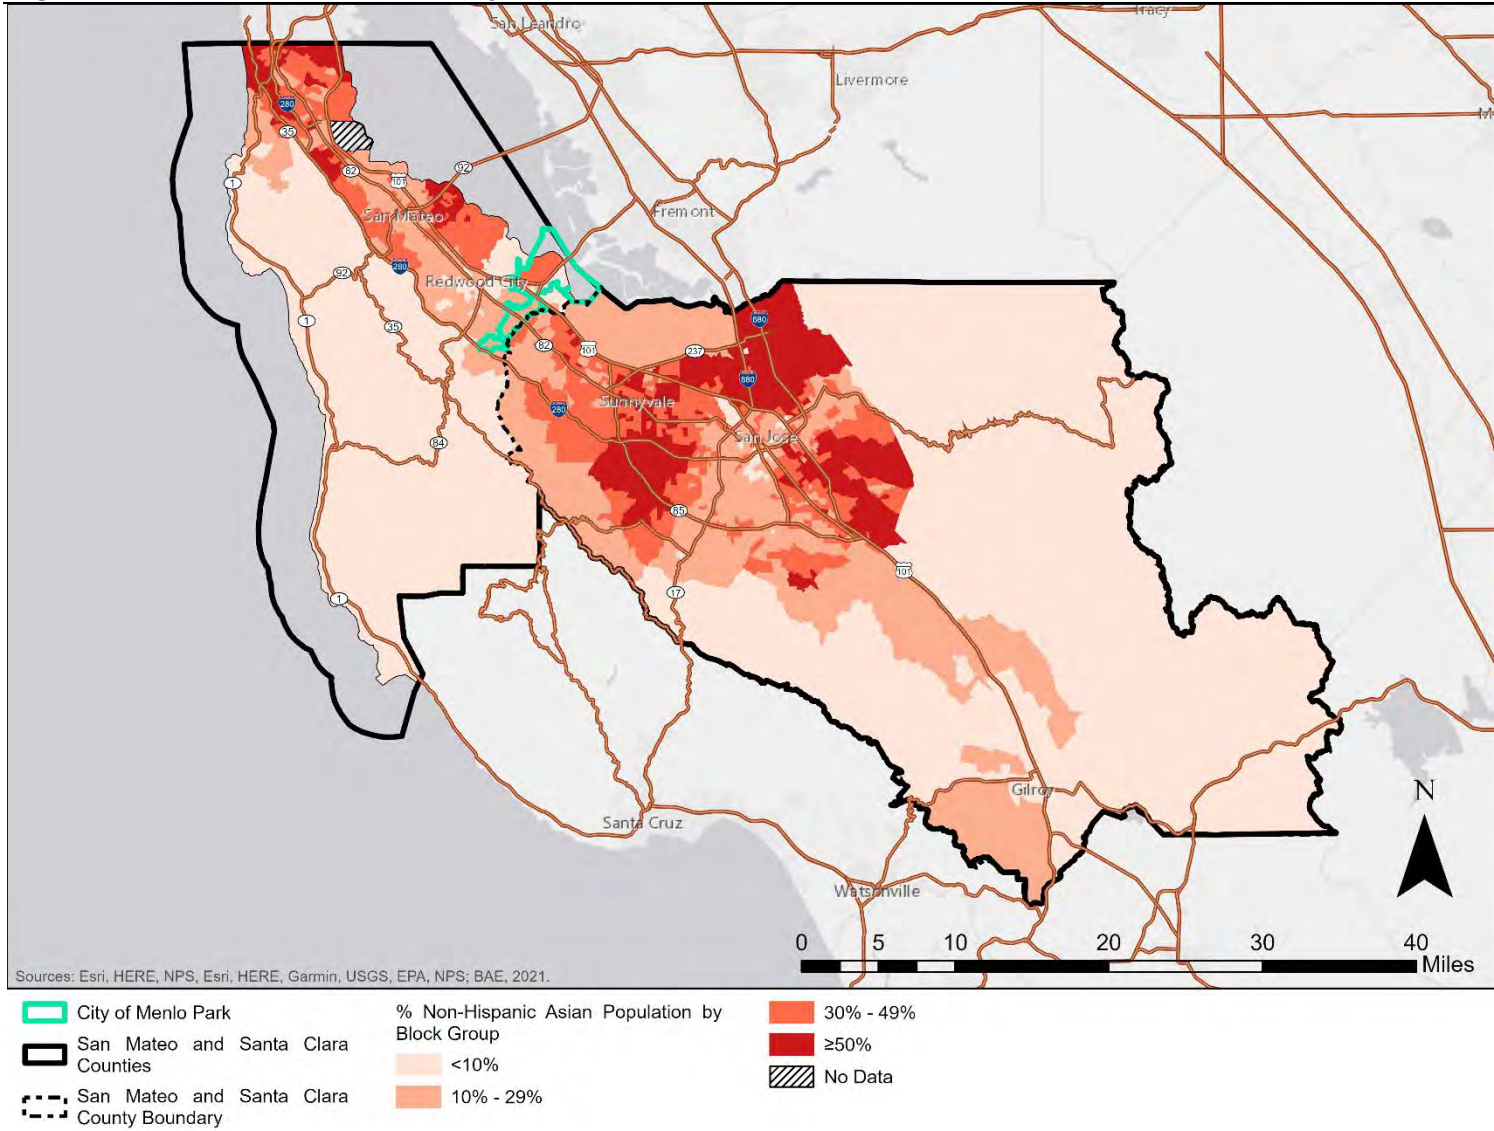 San Leandro
Tracy
Livermore
280
35
82
101
92
1
San Mateo
Fremont
280
92
Redwood City
1
35
680
82
101
237
880
280
Sunnyvale
San Jose
84
85
101
17
1
Gilroy
Santa Cruz
Watsonville
N
0 5 10 20 30 40
Miles
Sources: Esri, HERE, NPS, Esri, HERE, Garmin, USGS, EPA, NPS; BAE, 2021.
City of Menlo Park
San Mateo and Santa Clara
Counties
San Mateo and Santa Clara
County Boundary
% Non-Hispanic Asian Population by
Block Group
<10%
10% - 29%
30% - 49%
≥50%
No Data